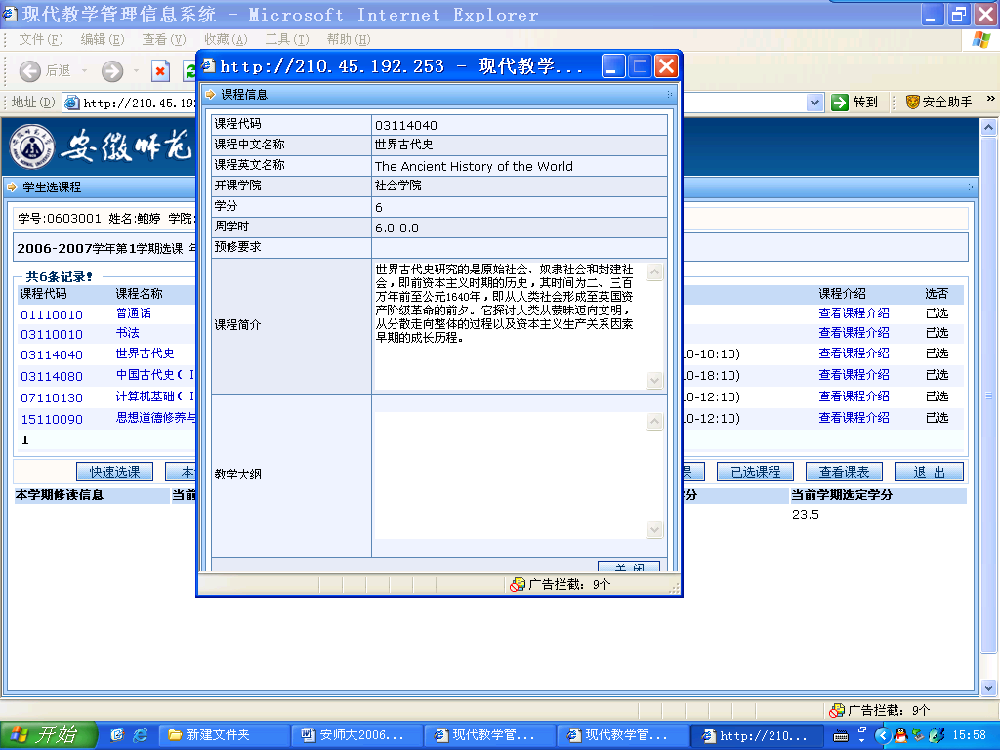 现代教学管理信息系统 - Microsoft Internet Explorer
文件(F) 编辑(E) 查看(V) 收藏(A) 工具(T) 帮助(H)
后退
地址(D) http://210.45.19 转到 安全助手 »
安徽师范
学生选课程
学号:0603001 姓名:鲍婷 学院:
2006-2007学年第1学期选课
共6条记录!
课程代码 课程名称 课程介绍 选否
01110010 普通话 查看课程介绍 已选
03110010 书法 查看课程介绍 已选
03114040 世界古代史 0-18:10) 查看课程介绍 已选
03114080 中国古代史( I 0-18:10) 查看课程介绍 已选
07110130 计算机基础( I 0-12:10) 查看课程介绍 已选
15110090 思想道德修养与 0-12:10) 查看课程介绍 已选
1
快速选课 本 课 已选课程 查看课表 退 出
本学期修读信息 当前 分 当前学期选定学分
23.5
http://210.45.192.253 - 现代教学...
课程信息
课程代码 03114040
课程中文名称 世界古代史
课程英文名称 The Ancient History of the World
开课学院 社会学院
学分 6
周学时 6.0-0.0
预修要求
课程简介
世界古代史研究的是原始社会、奴隶社会和封建社
会，即前资本主义时期的历史，其时间为二、三百
万年前至公元1640年，即从人类社会形成至英国资
产阶级革命的前夕。它探讨人类从蒙昧迈向文明，
从分散走向整体的过程以及资本主义生产关系因素
早期的成长历程。
教学大纲
关 闭
广告拦截: 9个
广告拦截: 9个
开始 新建文件夹 安师大2006... 现代教学管... 现代教学管... http://210... 15:58